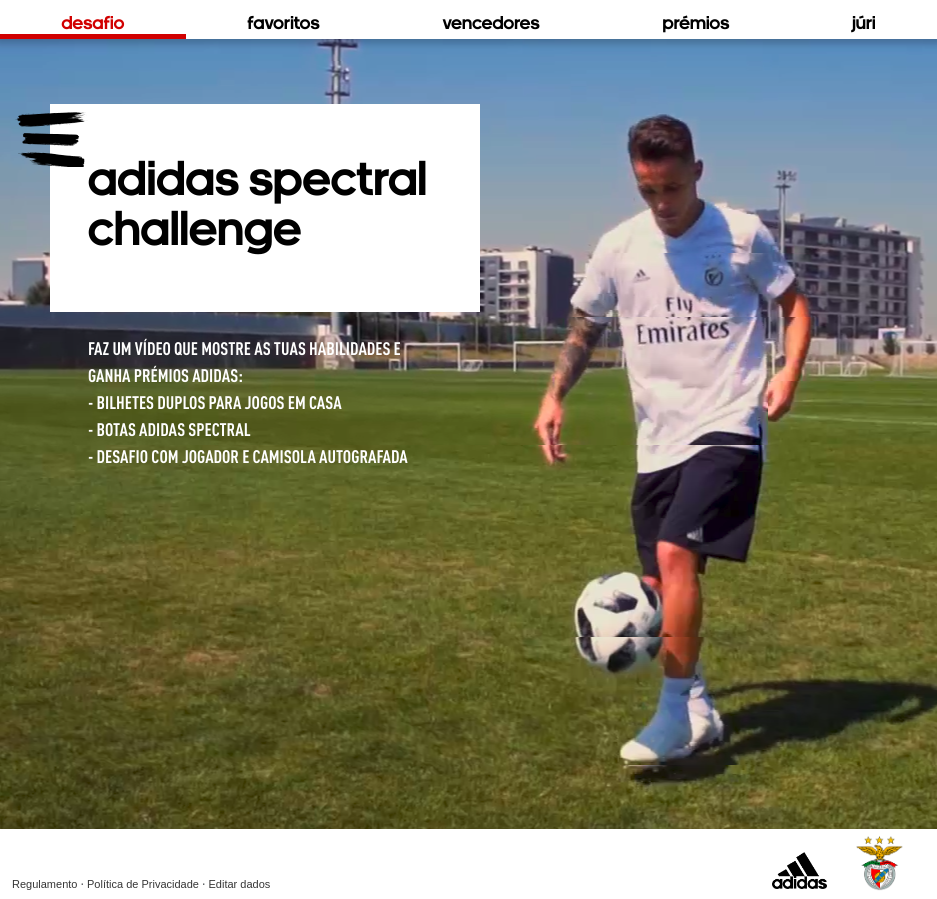 desafio favoritos vencedores prémios júri
adidas spectral
challenge
FAZ UM VÍDEO QUE MOSTRE AS TUAS HABILIDADES E
GANHA PRÉMIOS ADIDAS:
- BILHETES DUPLOS PARA JOGOS EM CASA
- BOTAS ADIDAS SPECTRAL
- DESAFIO COM JOGADOR E CAMISOLA AUTOGRAFADA
Fly
Emirates
Regulamento · Política de Privacidade · Editar dados
adidas